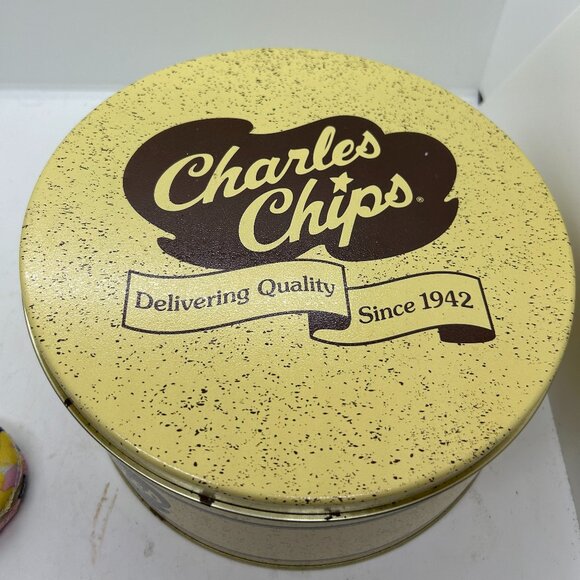 Charles
Chips®
Delivering Quality
Since 1942